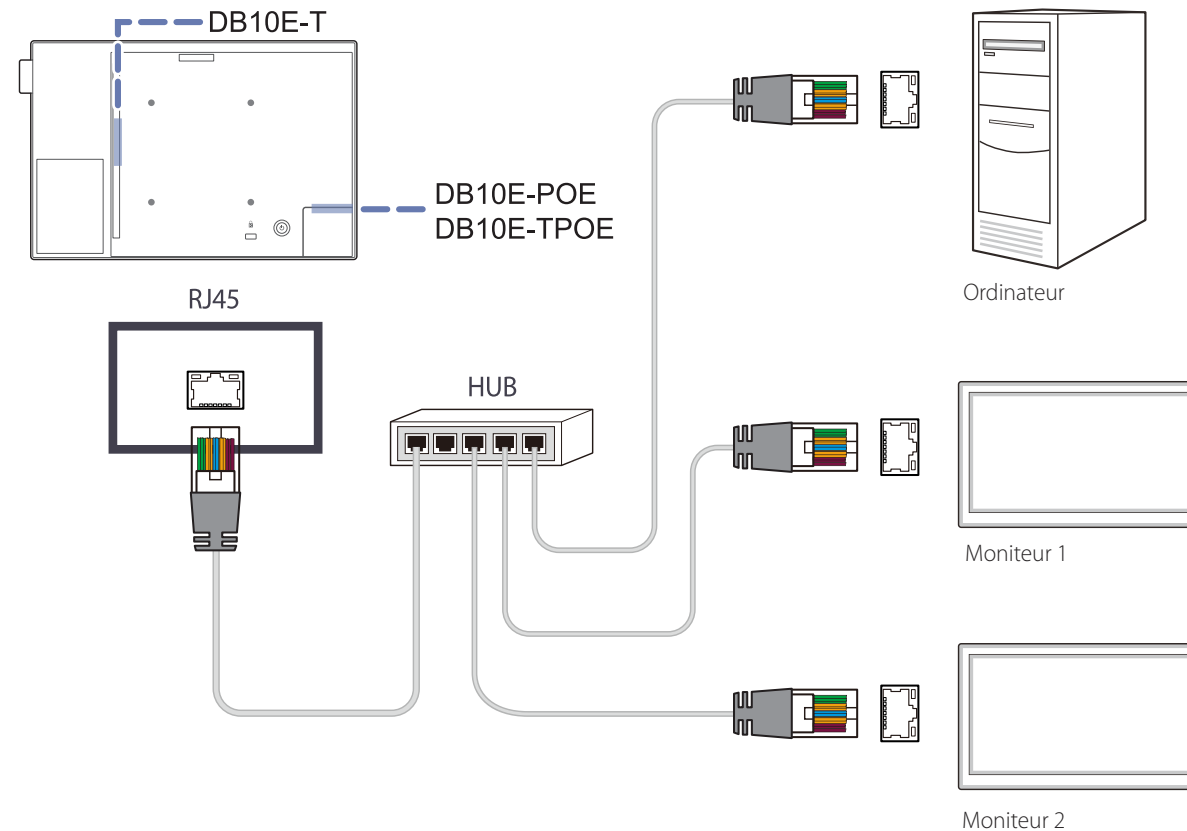 DB10E-T
DB10E-POE
DB10E-TPOE
RJ45
HUB
Ordinateur
Moniteur 1
Moniteur 2